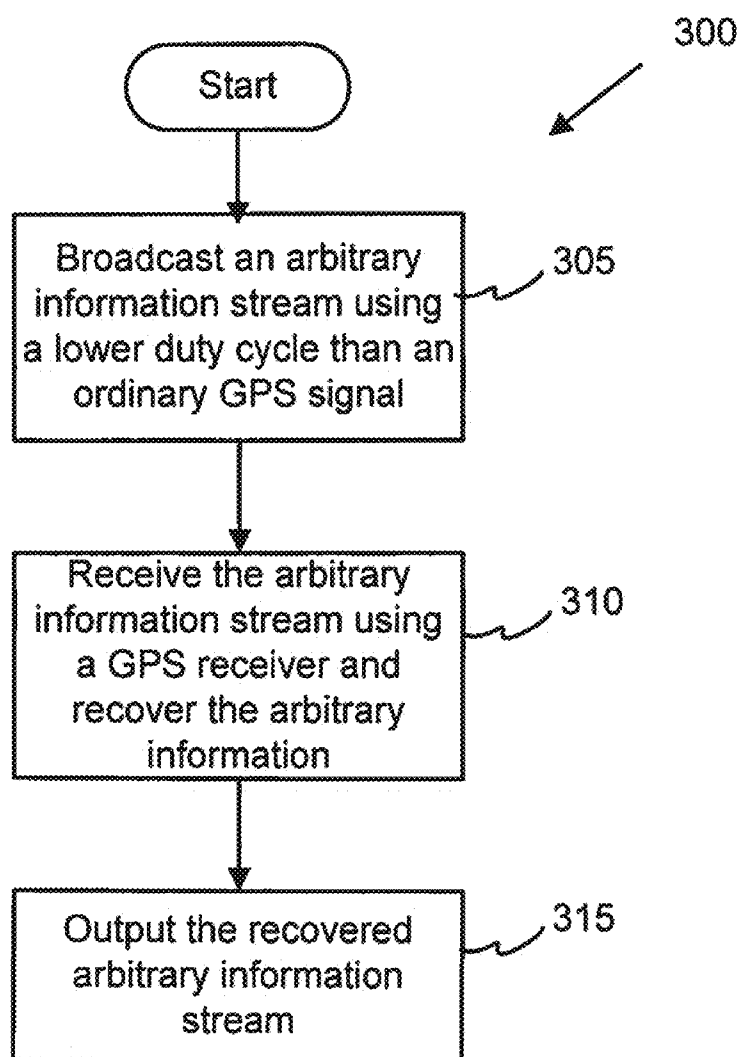 300
Start
Broadcast an arbitrary
information stream using
a lower duty cycle than an
ordinary GPS signal
305
Receive the arbitrary
information stream using
a GPS receiver and
recover the arbitrary
information
310
Output the recovered
arbitrary information
stream
315